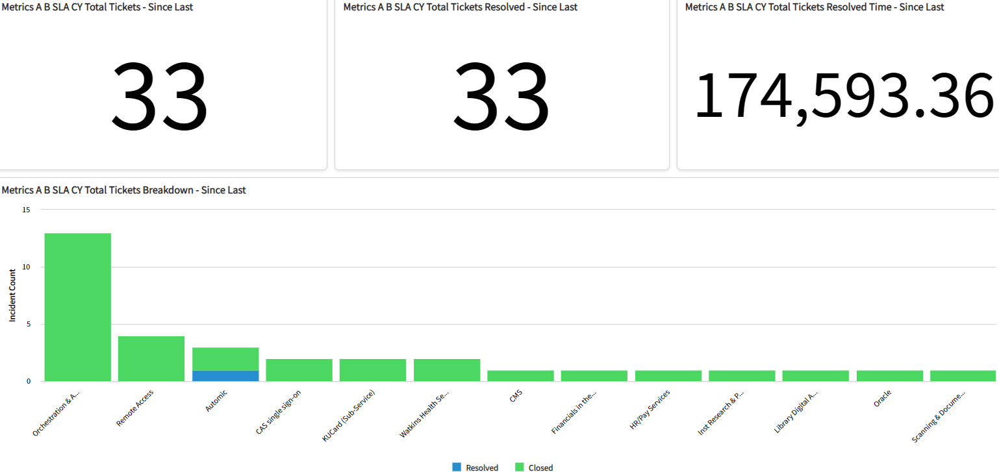 Metrics A B SLA CY Total Tickets - Since Last
Metrics A B SLA CY Total Tickets Resolved - Since Last
Metrics A B SLA CY Total Tickets Resolved Time - Since Last
33
33
174,593.36
Metrics A B SLA CY Total Tickets Breakdown - Since Last
15
10
5
0
Incident Count
Orchestration & A...
Remote Access
Automic
CAS single sign-on
KUCard (Sub-Service)
Watkins Health Se...
CMS
Financials in the...
HR/Pay Services
Inst Research & P...
Library Digital A...
Oracle
Scanning & Docume...
Resolved
Closed